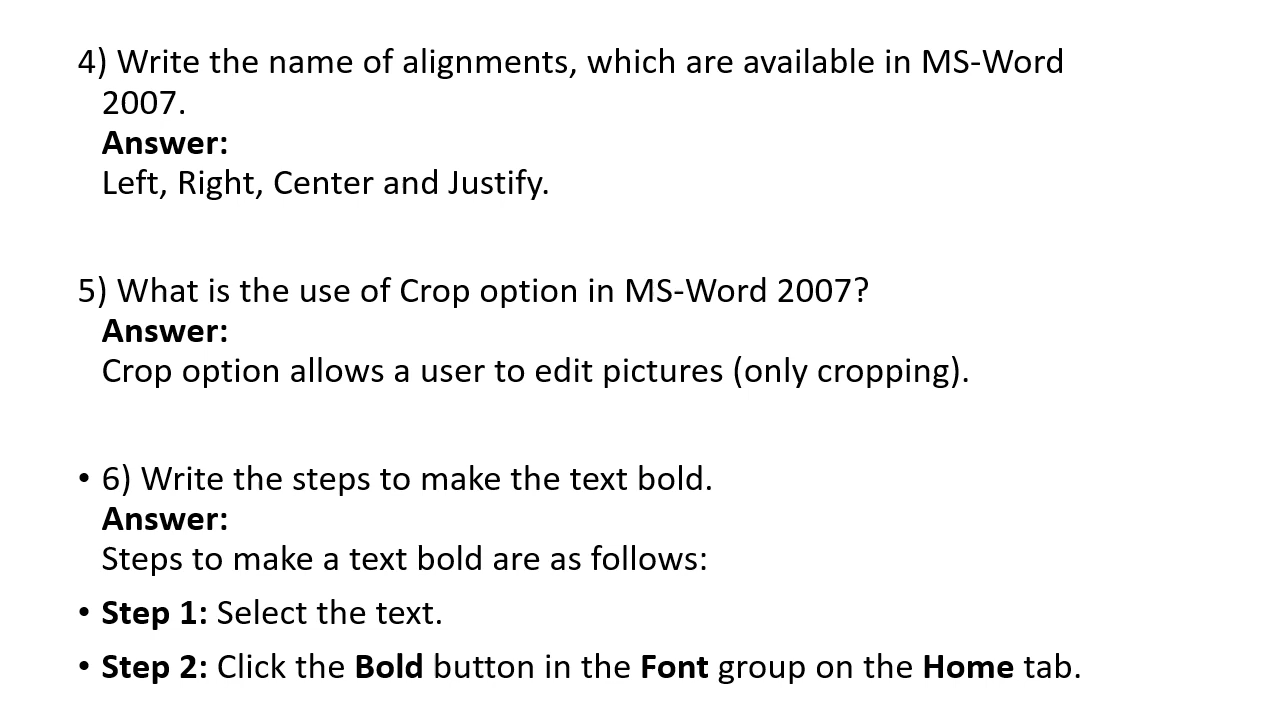 4) Write the name of alignments, which are available in MS-Word
2007.
Answer:
Left, Right, Center and Justify.
5) What is the use of Crop option in MS-Word 2007?
Answer:
Crop option allows a user to edit pictures (only cropping).
• 6) Write the steps to make the text bold.
Answer:
Steps to make a text bold are as follows:
• Step 1: Select the text.
• Step 2: Click the Bold button in the Font group on the Home tab.